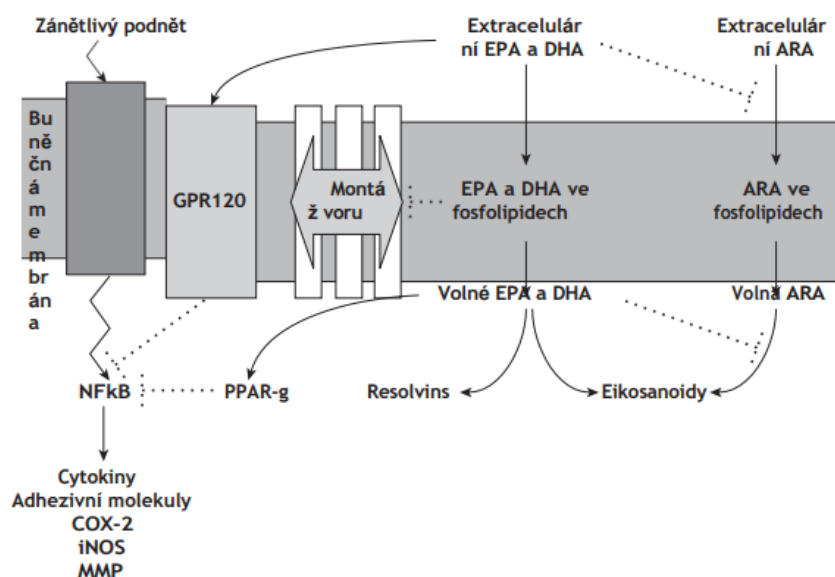 Zánětlivý podnět
Extracelulár
ní EPA a DHA
Extracelulár
ní ARA
Bu
ně
čn
á m
e
m
br
án
a
GPR120
Montá
ž voru
EPA a DHA ve
fosfolipidech
ARA ve
fosfolipidech
Volné EPA a DHA
Volná ARA
NFkB
PPAR-g
Resolvins
Eikosanoidy
Cytokiny
Adhezivní molekuly
COX-2
iNOS
MMP